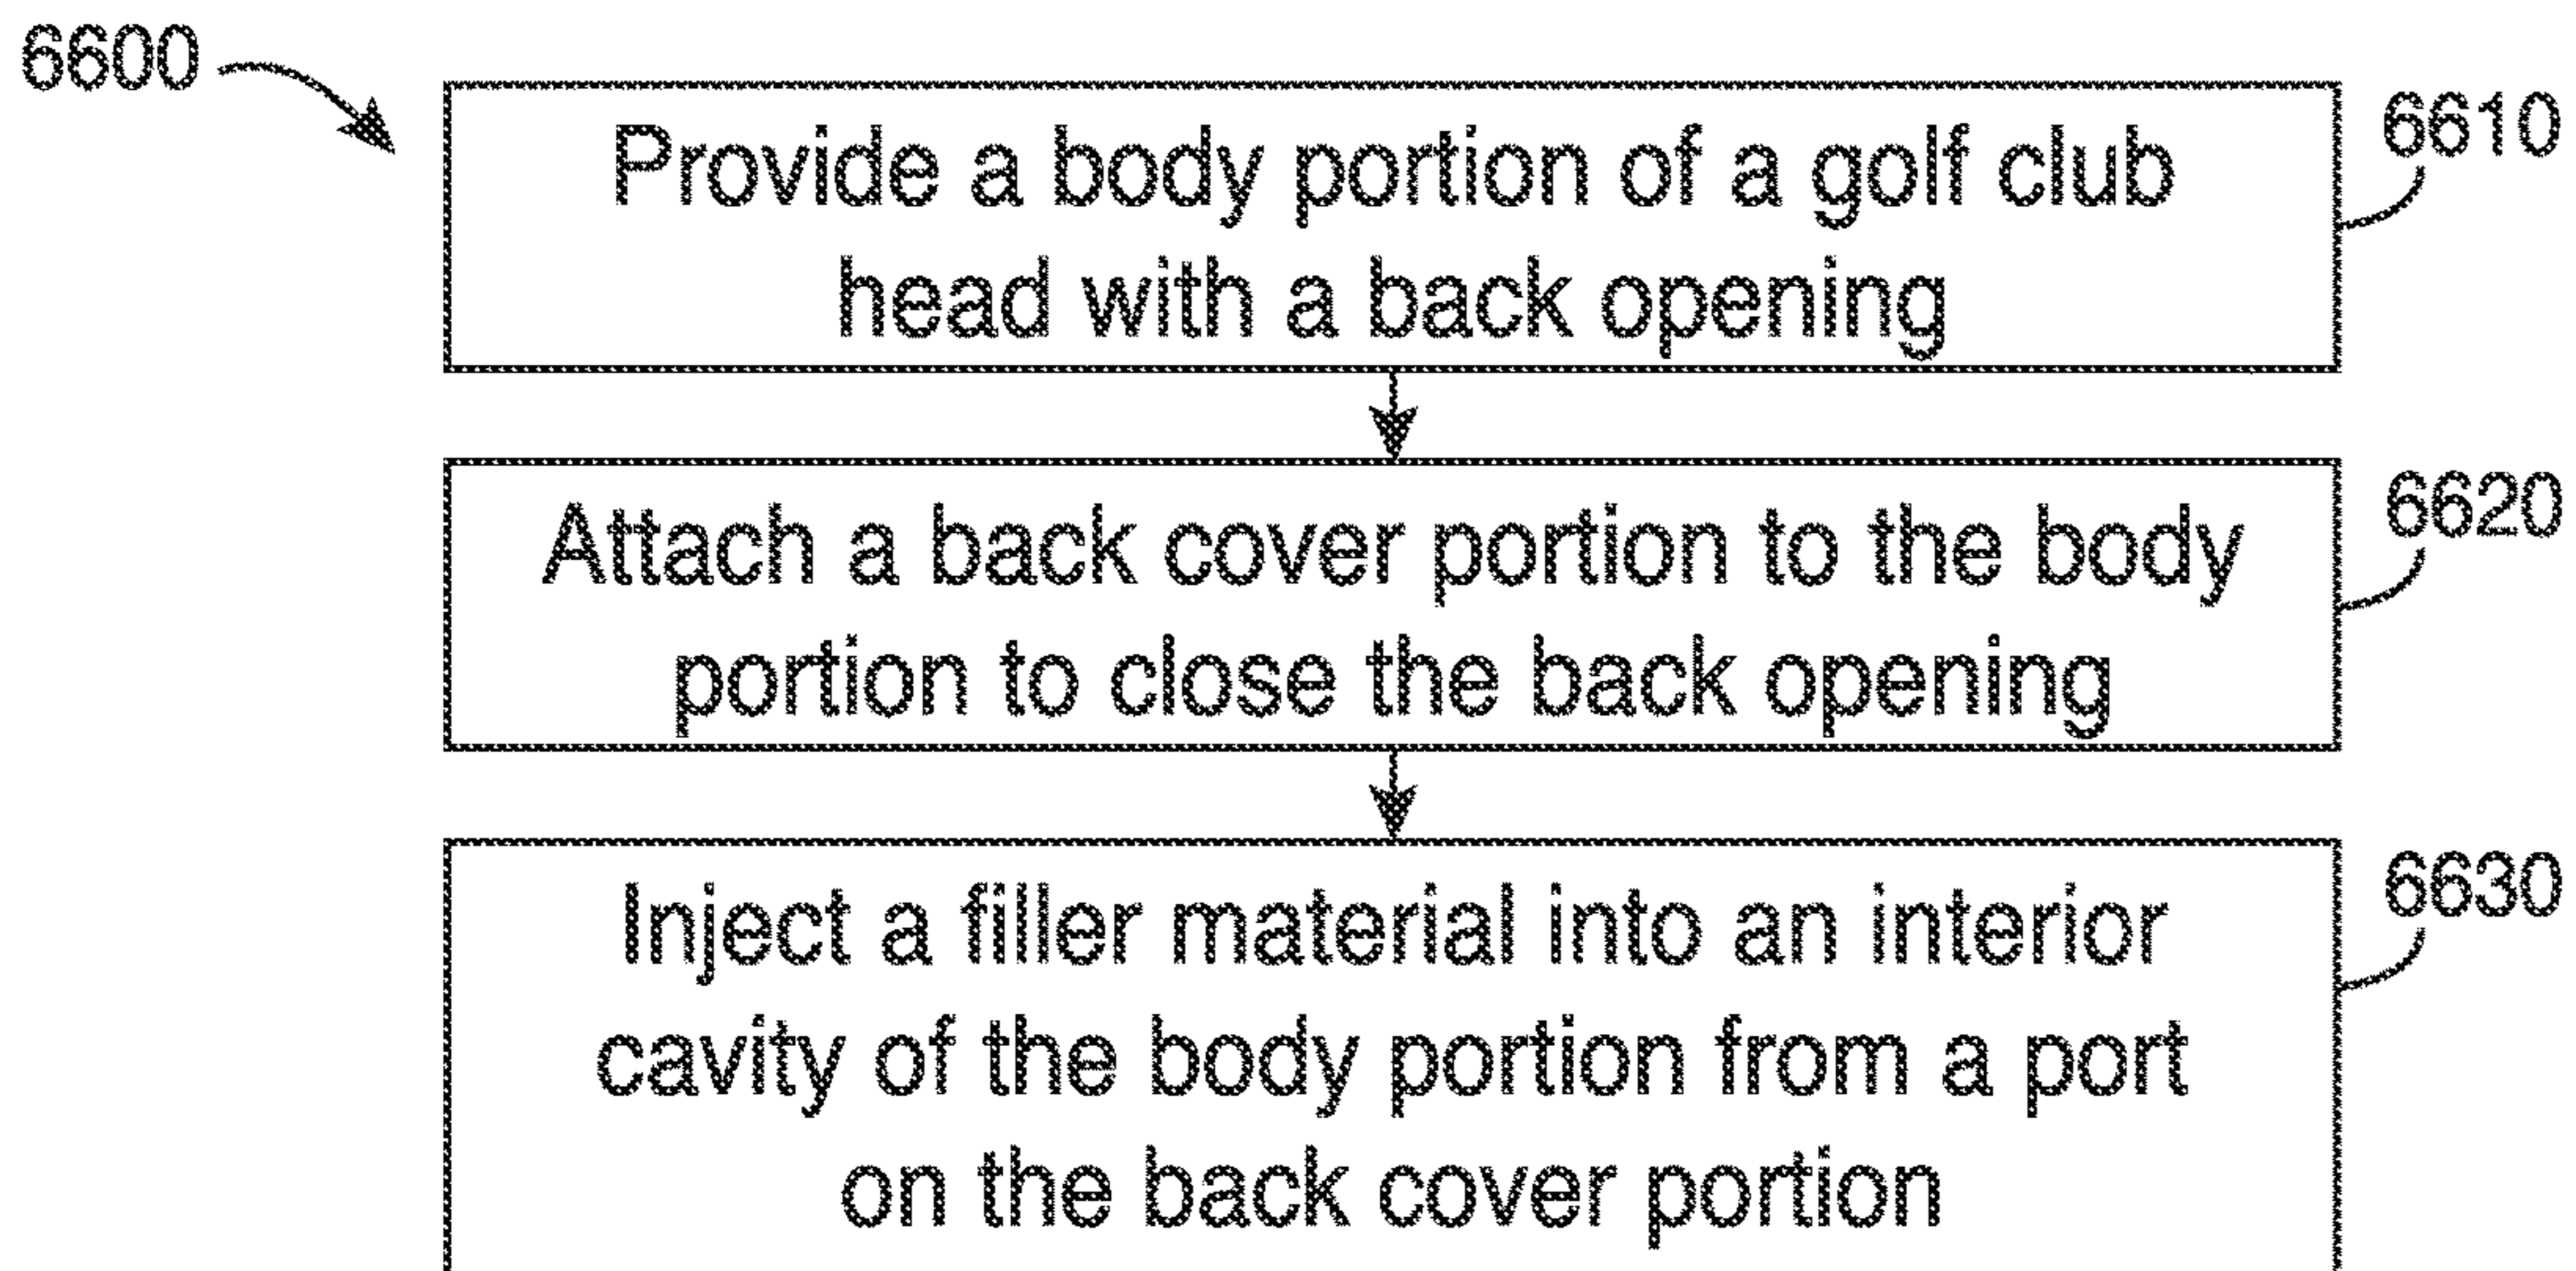 6600
Provide a body portion of a golf club
head with a back opening
6610
Attach a back cover portion to the body
portion to close the back opening
6620
Inject a filler material into an interior
cavity of the body portion from a port
on the back cover portion
6630